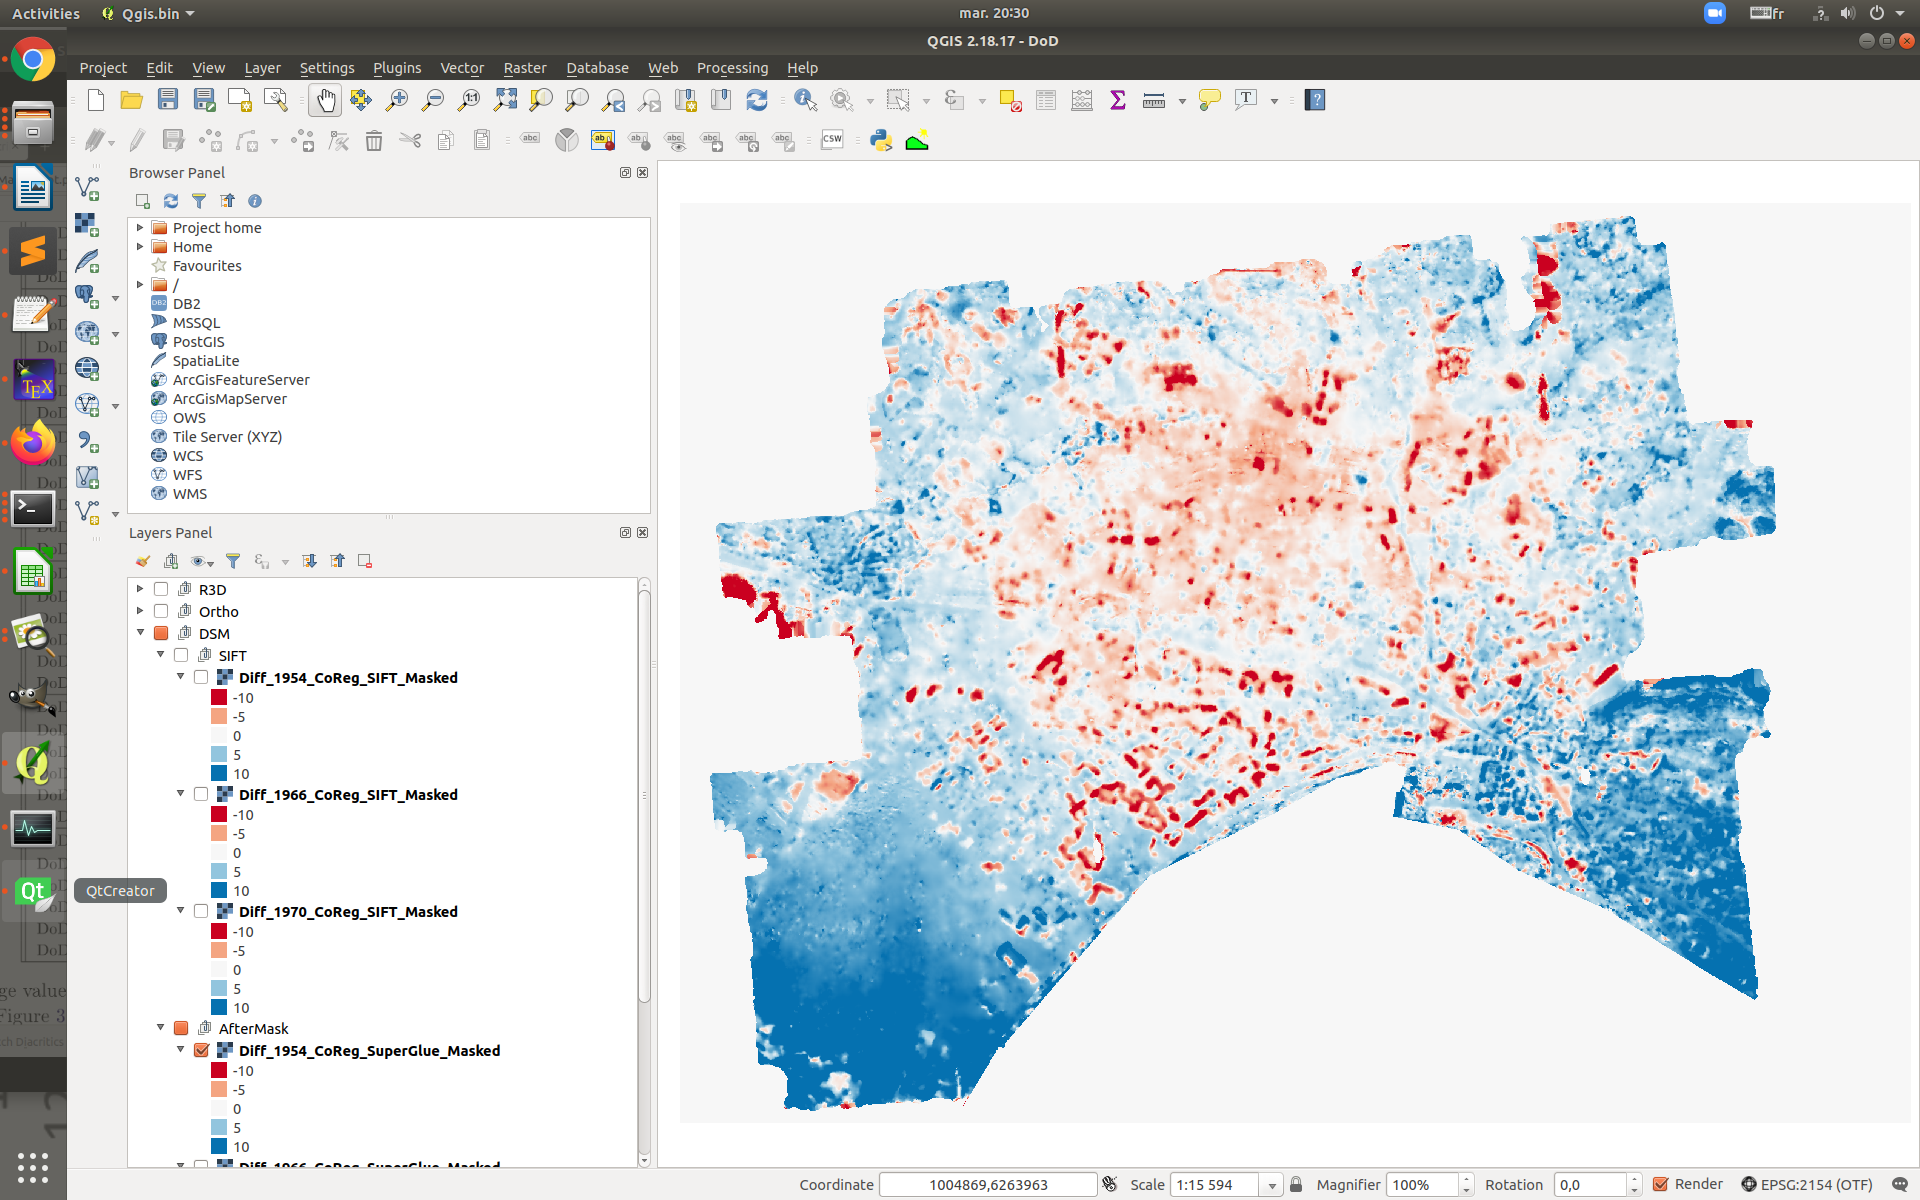 Activities
Qgis.bin
mar. 20:30
fr
QGIS 2.18.17 - DoD
Project Edit View Layer Settings Plugins Vector Raster Database Web Processing Help
Browser Panel
Project home
Home
Favourites
/
DB2
MSSQL
PostGIS
SpatiaLite
ArcGisFeatureServer
ArcGisMapServer
OWS
Tile Server (XYZ)
WCS
WFS
WMS
Layers Panel
R3D
Ortho
DSM
SIFT
Diff_1954_CoReg_SIFT_Masked
-10
-5
0
5
10
Diff_1966_CoReg_SIFT_Masked
-10
-5
0
5
10
QtCreator
Diff_1970_CoReg_SIFT_Masked
-10
-5
0
5
10
AfterMask
Diff_1954_CoReg_SuperGlue_Masked
-10
-5
0
5
10
Diff_1966_CoReg_SuperGlue_Masked
Coordinate 1004869,6263963 Scale 1:15 594 Magnifier 100% Rotation 0,0 Render EPSG:2154 (OTF)